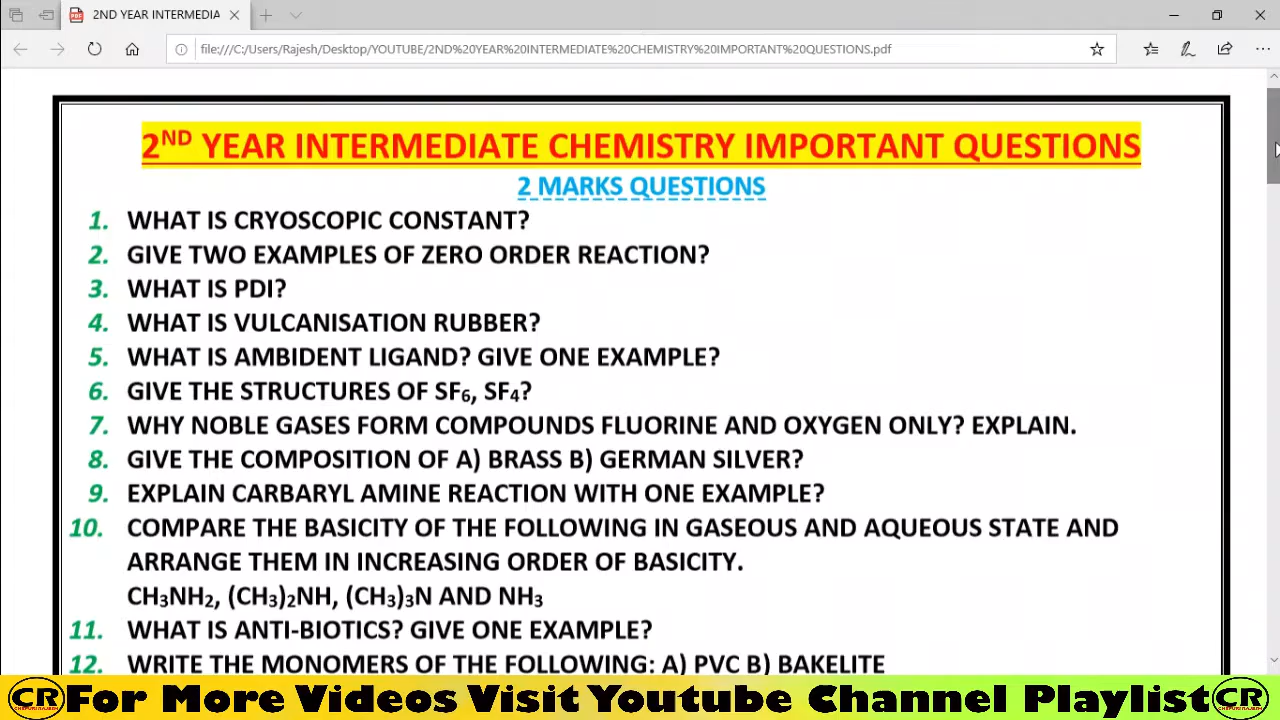 2ND YEAR INTERMEDIA
file:///C:/Users/Rajesh/Desktop/YOUTUBE/2ND%20YEAR%20INTERMEDIATE%20CHEMISTRY%20IMPORTANT%20QUESTIONS.pdf
2ND YEAR INTERMEDIATE CHEMISTRY IMPORTANT QUESTIONS
2 MARKS QUESTIONS
1. WHAT IS CRYOSCOPIC CONSTANT?
2. GIVE TWO EXAMPLES OF ZERO ORDER REACTION?
3. WHAT IS PDI?
4. WHAT IS VULCANISATION RUBBER?
5. WHAT IS AMBIDENT LIGAND? GIVE ONE EXAMPLE?
6. GIVE THE STRUCTURES OF SF₆, SF₄?
7. WHY NOBLE GASES FORM COMPOUNDS FLUORINE AND OXYGEN ONLY? EXPLAIN.
8. GIVE THE COMPOSITION OF A) BRASS B) GERMAN SILVER?
9. EXPLAIN CARBARYL AMINE REACTION WITH ONE EXAMPLE?
10. COMPARE THE BASICITY OF THE FOLLOWING IN GASEOUS AND AQUEOUS STATE AND
ARRANGE THEM IN INCREASING ORDER OF BASICITY.
CH₃NH₂, (CH₃)₂NH, (CH₃)₃N AND NH₃
11. WHAT IS ANTI-BIOTICS? GIVE ONE EXAMPLE?
12. WRITE THE MONOMERS OF THE FOLLOWING: A) PVC B) BAKELITE
CR For More Videos Visit Youtube Channel Playlist CR
CHEPURI RAJESH